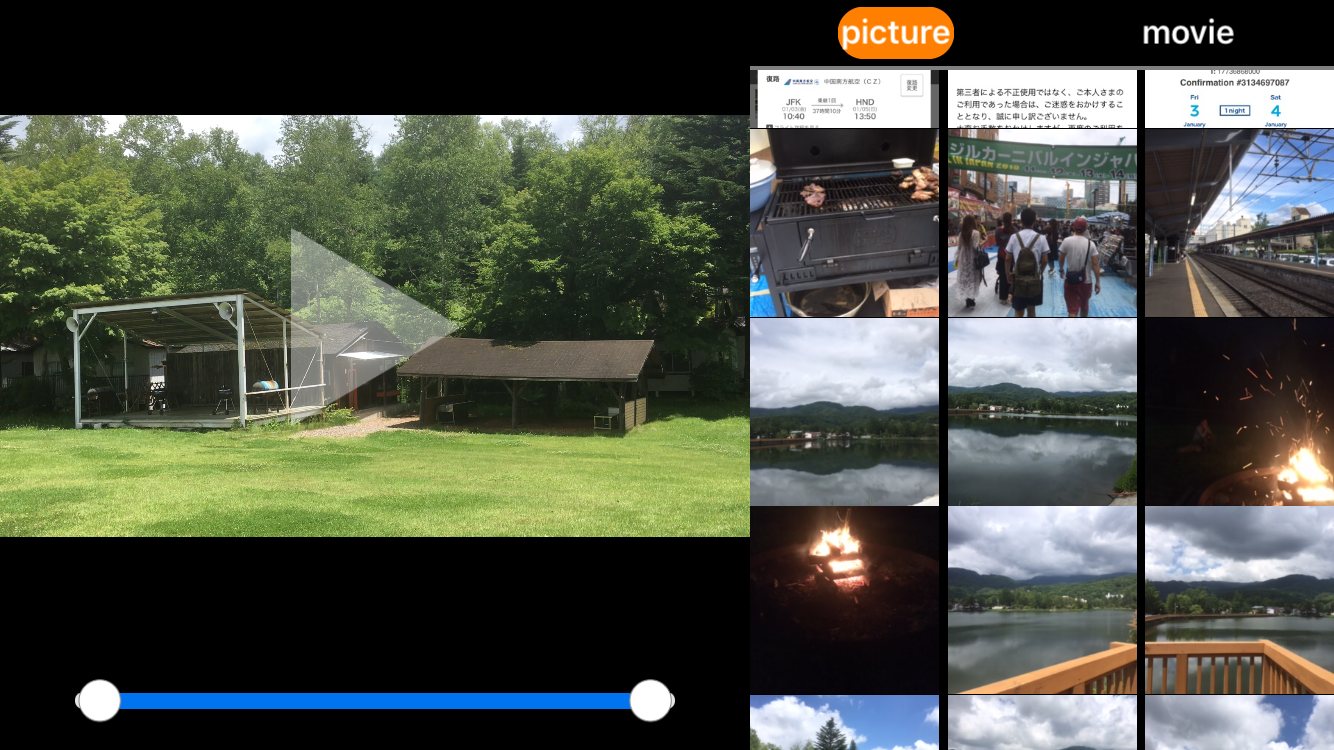 picture
movie
復路
中国南方航空（CZ）
復路
変更
JFK
乗継1回
HND
01/03(金)
01/05(日)
37時間10分
10:40
13:50
第三者による不正使用ではなく、ご本人さまの
ご利用であった場合は、ご迷惑をおかけするこ
ととなり、誠に申し訳ございません。
Confirmation #3134697087
Fri
Sat
3
1 night
4
January
January
ジルカーニバルインジャパ